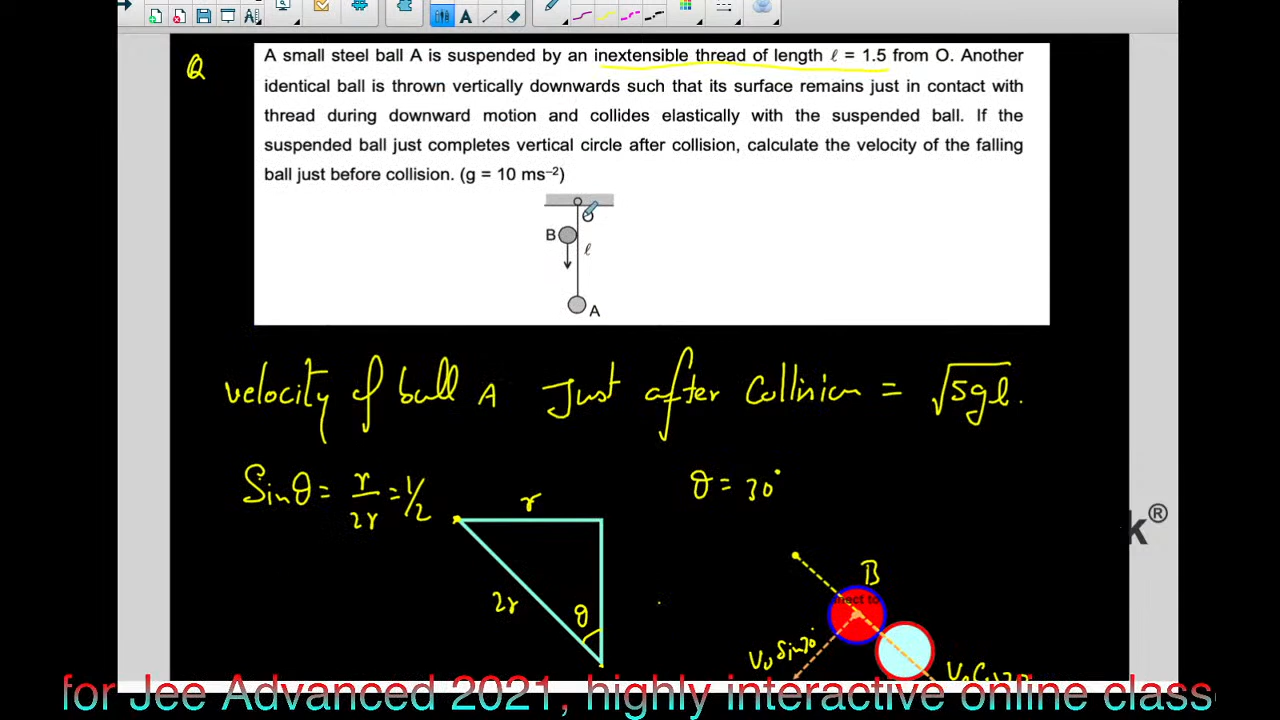 Q
A small steel ball A is suspended by an inextensible thread of length ℓ = 1.5 from O. Another
identical ball is thrown vertically downwards such that its surface remains just in contact with
thread during downward motion and collides elastically with the suspended ball. If the
suspended ball just completes vertical circle after collision, calculate the velocity of the falling
ball just before collision. (g = 10 ms⁻²)
B
ℓ
A
velocity of ball A Just after Collinion = √5gl.
Sinθ = r/2r = 1/2
r
θ = 30°
2r
θ
B
V₀ Sin30°
k®
for Jee Advanced 2021, highly interactive online class